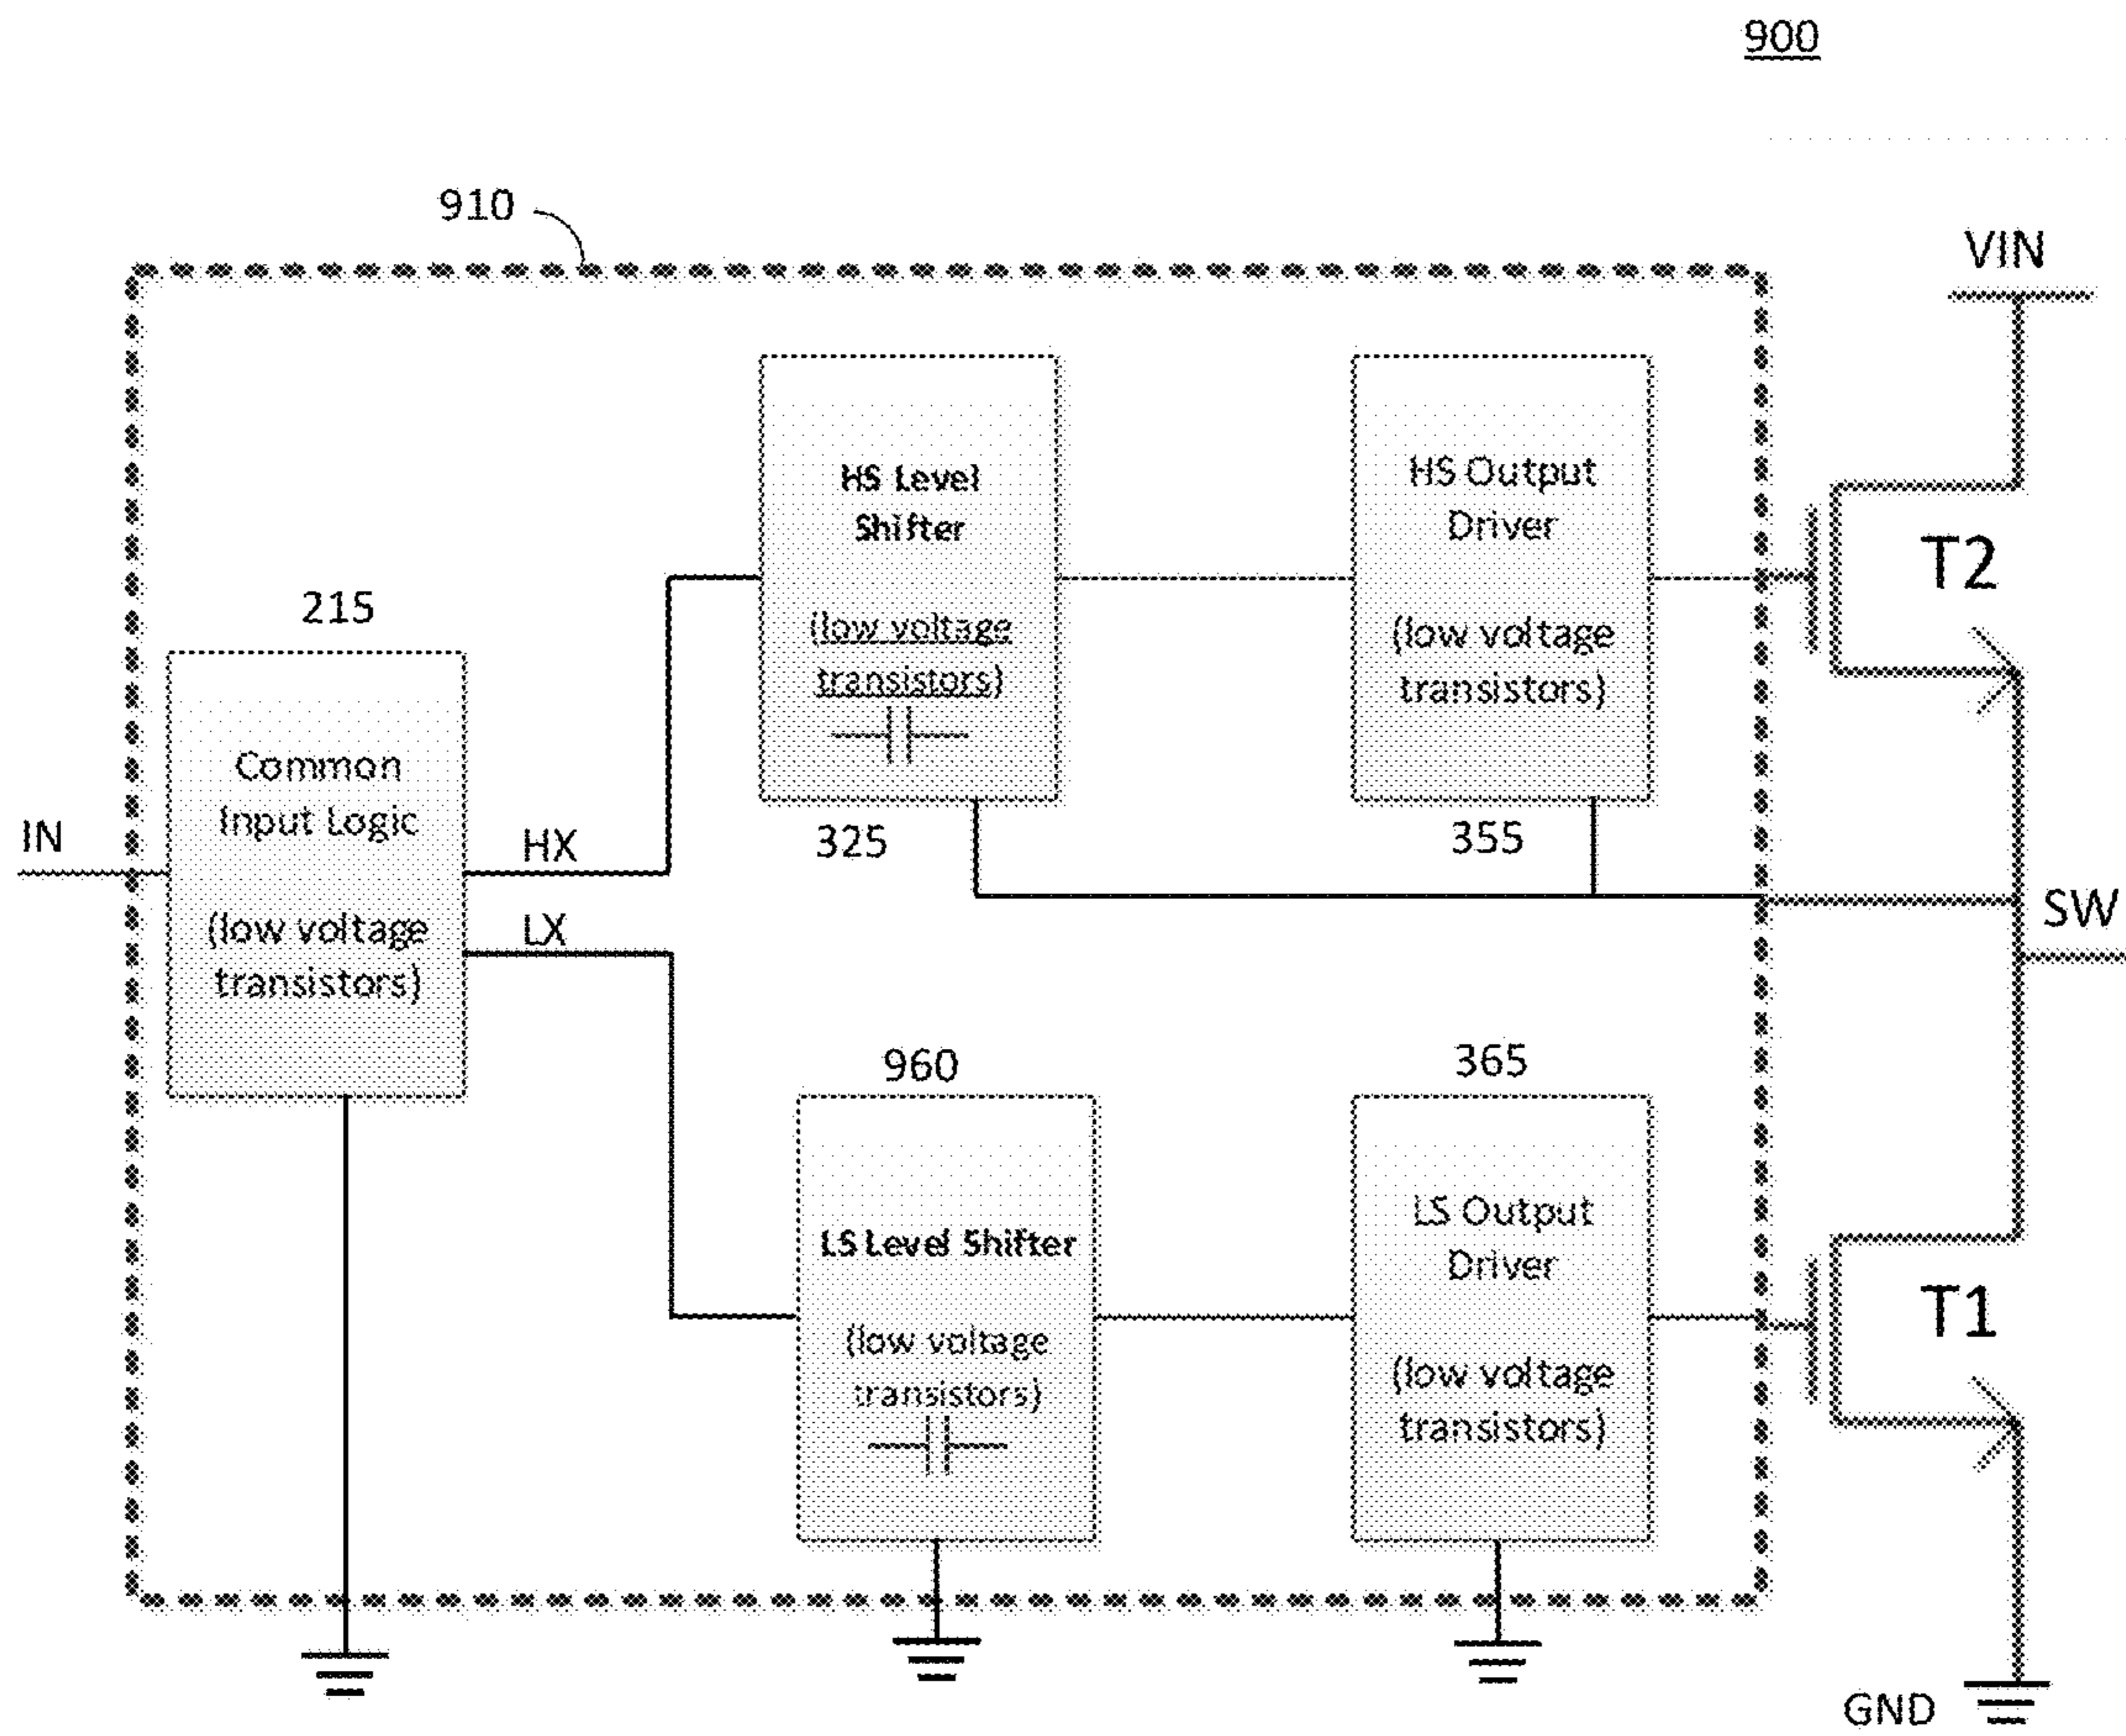 900
910
VIN
HS Level
Shifter
(low voltage
transistors)
HS Output
Driver
(low voltage
transistors)
T2
215
Common
Input Logic
(low voltage
transistors)
IN
HX
LX
325
355
SW
960
365
LS Level Shifter
(low voltage
transistors)
LS Output
Driver
(low voltage
transistors)
T1
GND